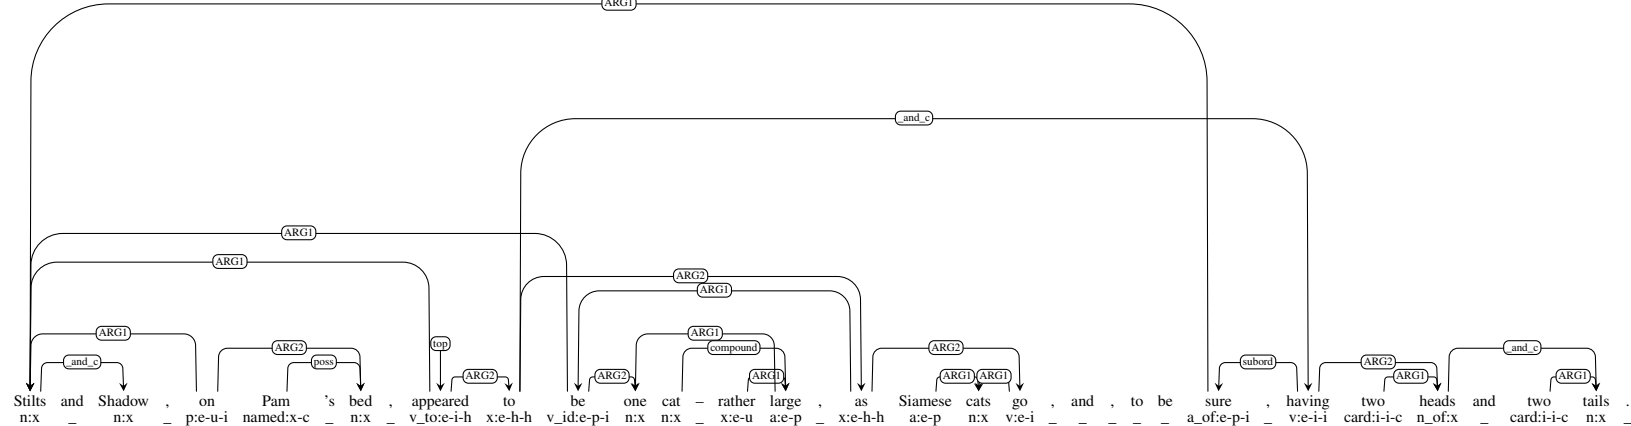 ARG1
_and_c
ARG1
ARG1
ARG2
ARG1
ARG1 top ARG1
_and_c ARG2 poss compound ARG2 subord ARG2 _and_c
ARG2 ARG2 ARG1 ARG1 ARG1 ARG1 ARG1
Stilts and Shadow , on Pam 's bed , appeared to be one cat – rather large , as Siamese cats go , and , to be sure , having two heads and two tails .
n:x _ n:x _ p:e-u-i named:x-c _ n:x _ v_to:e-i-h x:e-h-h v_id:e-p-i n:x n:x _ x:e-u a:e-p _ x:e-h-h a:e-p n:x v:e-i _ _ _ _ _ a_of:e-p-i _ v:e-i-i card:i-i-c n_of:x _ card:i-i-c n:x _